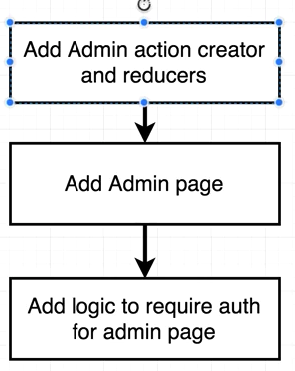 Add Admin action creator
and reducers
Add Admin page
Add logic to require auth
for admin page